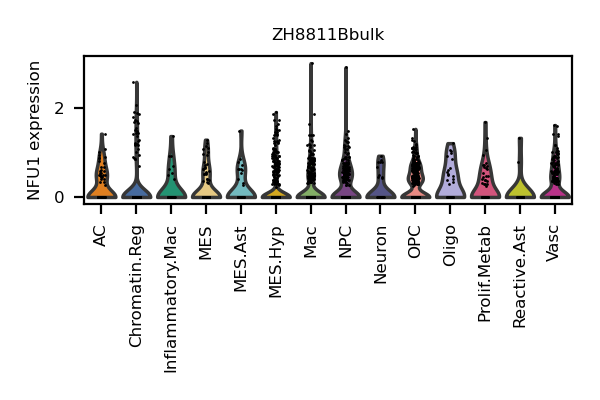 ZH8811Bbulk
NFU1 expression
2
0
AC
Chromatin.Reg
Inflammatory.Mac
MES
MES.Ast
MES.Hyp
Mac
NPC
Neuron
OPC
Oligo
Prolif.Metab
Reactive.Ast
Vasc